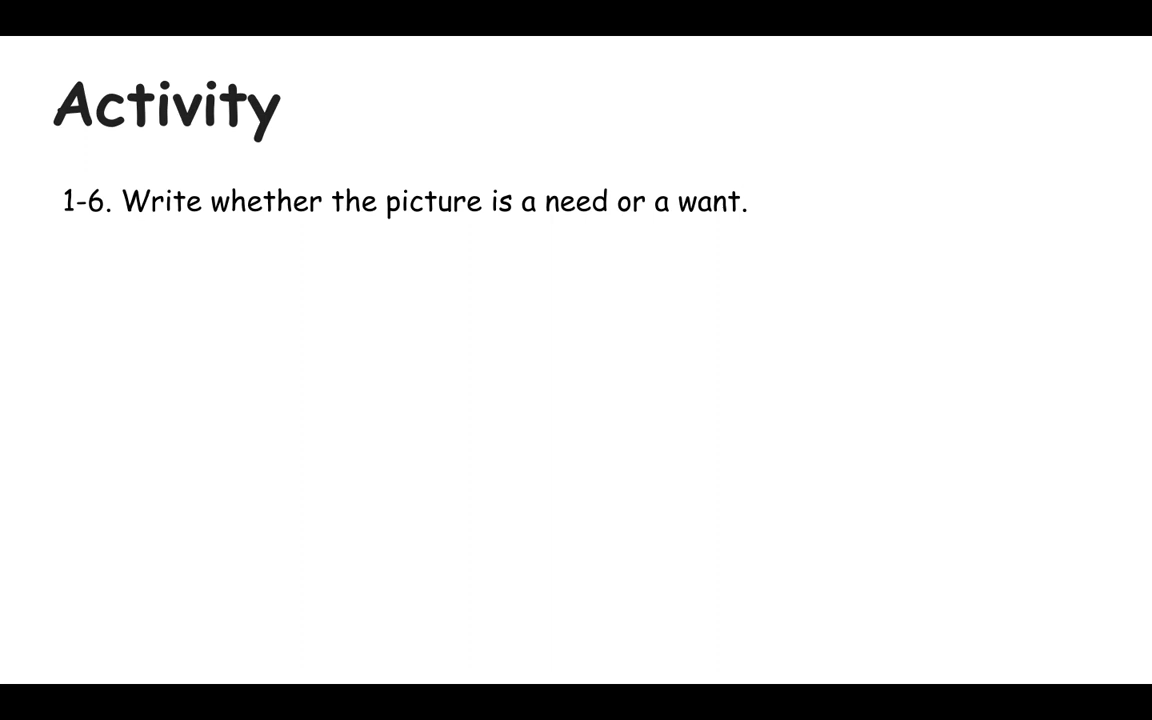 Activity
1-6. Write whether the picture is a need or a want.